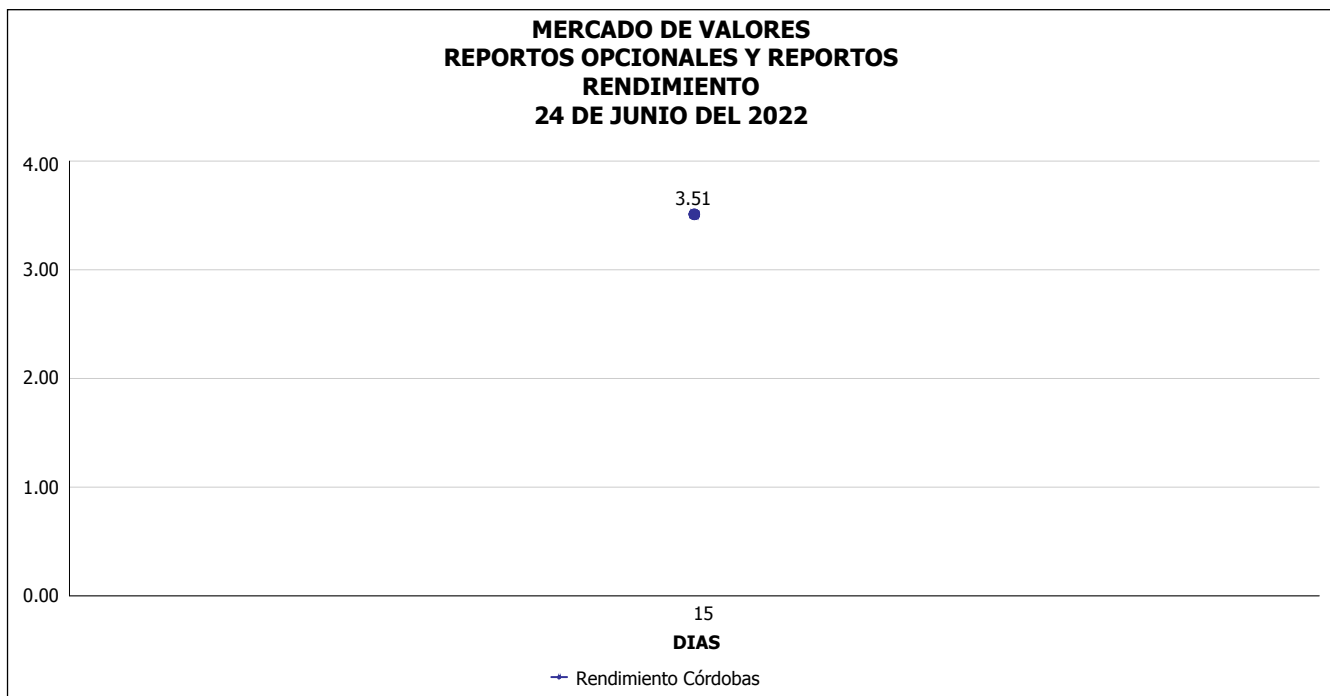 MERCADO DE VALORES
REPORTOS OPCIONALES Y REPORTOS
RENDIMIENTO
24 DE JUNIO DEL 2022
4.00
3.51
3.00
2.00
1.00
0.00
15
DIAS
Rendimiento Córdobas